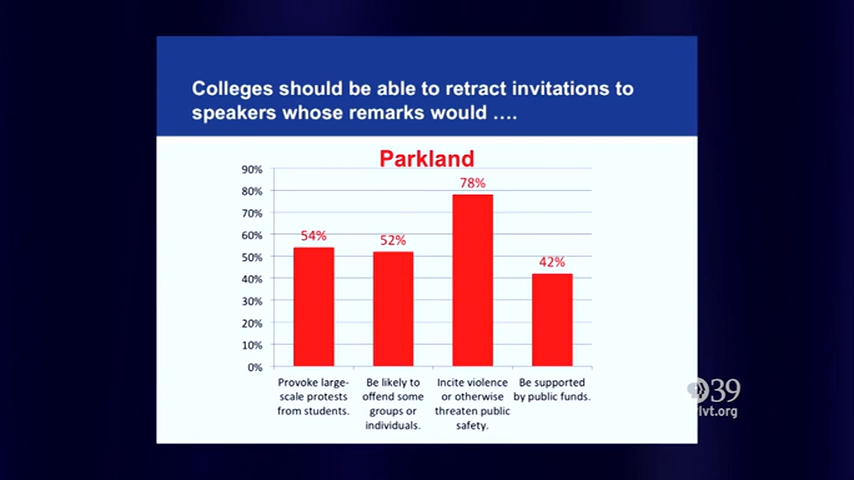 Colleges should be able to retract invitations to
speakers whose remarks would ....
Parkland
90%
80%
70%
60%
50%
40%
30%
20%
10%
0%
54%
52%
78%
42%
Provoke large-
scale protests
from students.
Be likely to
offend some
groups or
individuals.
Incite violence
or otherwise
threaten public
safety.
Be supported
by public funds.
39
wlvt.org